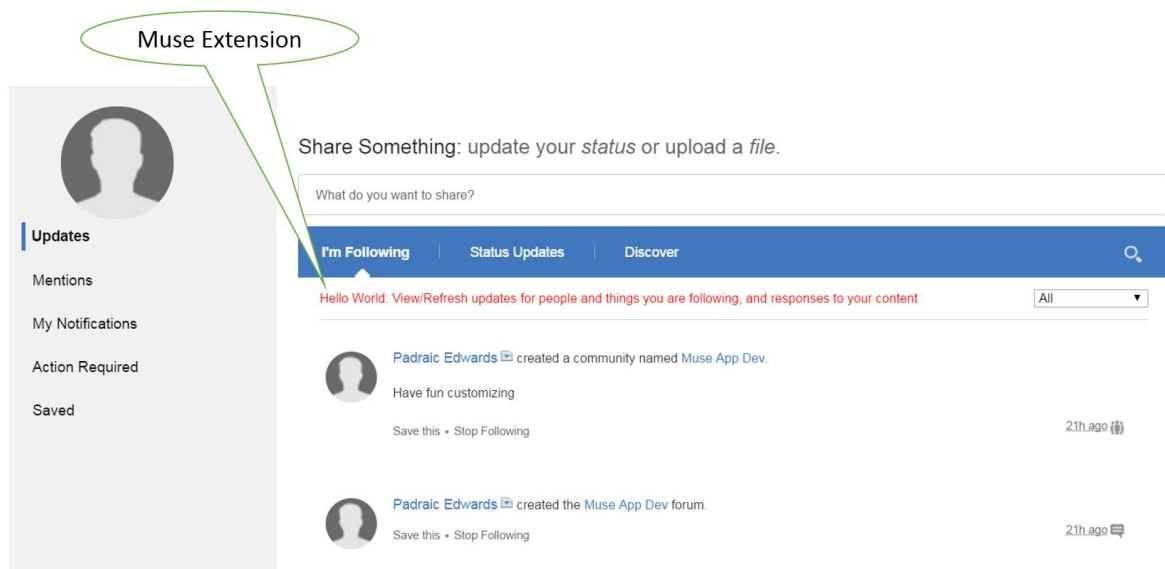 Muse Extension
Share Something: update your status or upload a file.
What do you want to share?
Updates
Mentions
My Notifications
Action Required
Saved
I'm Following
Status Updates
Discover
Hello World: View/Refresh updates for people and things you are following, and responses to your content
All
Padraic Edwards created a community named Muse App Dev.
Have fun customizing
Save this • Stop Following
21h ago
Padraic Edwards created the Muse App Dev forum.
Save this • Stop Following
21h ago